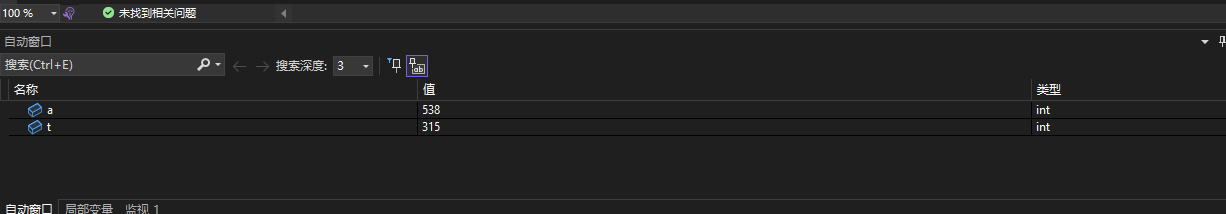 100 % 未找到相关问题
自动窗口
搜索(Ctrl+E) 搜索深度: 3
名称 值 类型
a 538 int
t 315 int
自动窗口 局部变量 监视 1